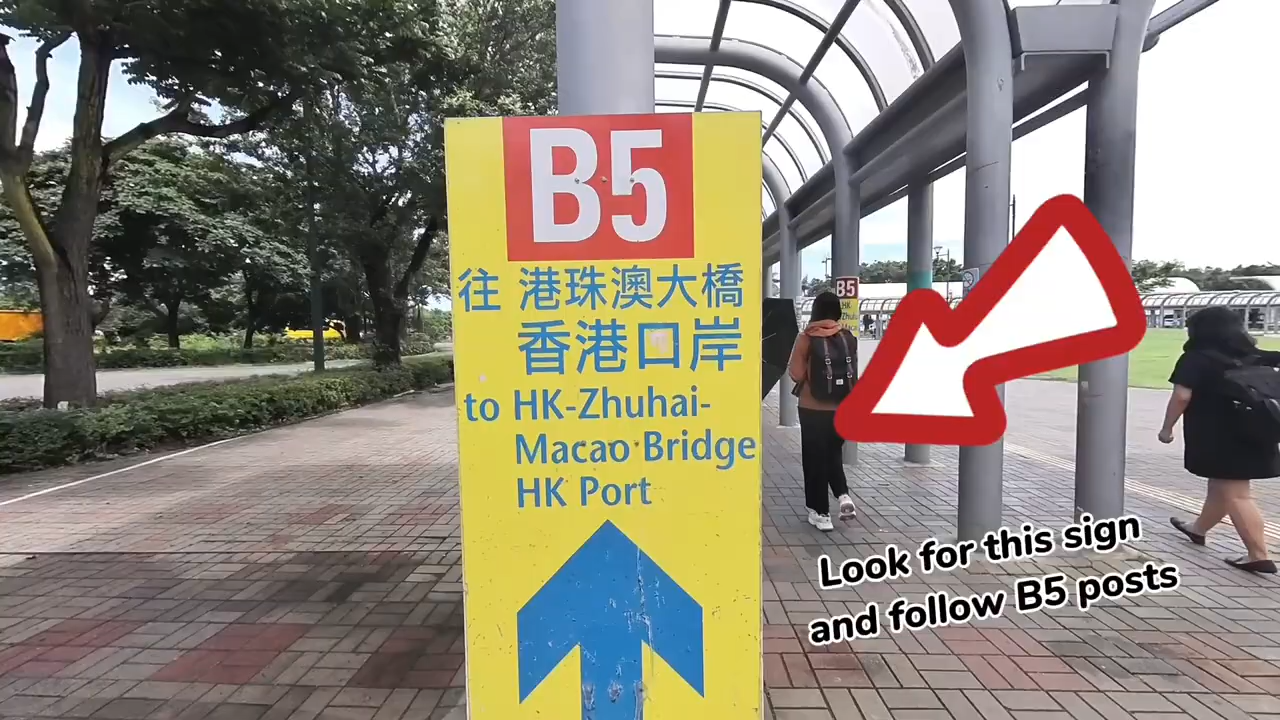 B5
往 港珠澳大橋
香港口岸
to HK-Zhuhai-
Macao Bridge
HK Port
B5
Look for this sign
and follow B5 posts